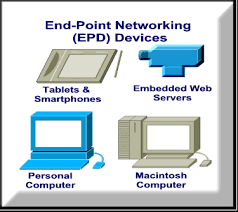 End-Point Networking
(EPD) Devices
Tablets &
Smartphones
Embedded Web
Servers
Personal
Computer
Macintosh
Computer